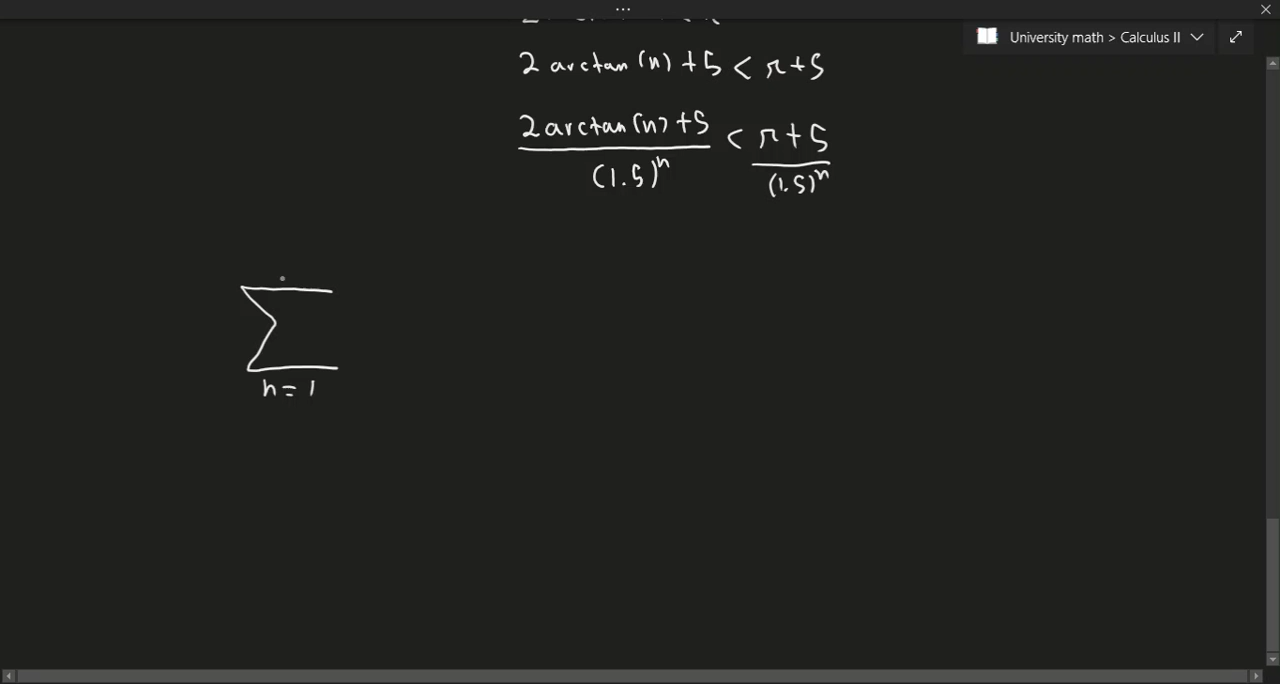 University math > Calculus II
2 arctan(n) + 5 < π + 5
2 arctan(n) + 5 / (1.5)^n < π + 5 / (1.5)^n
Σ
n = 1